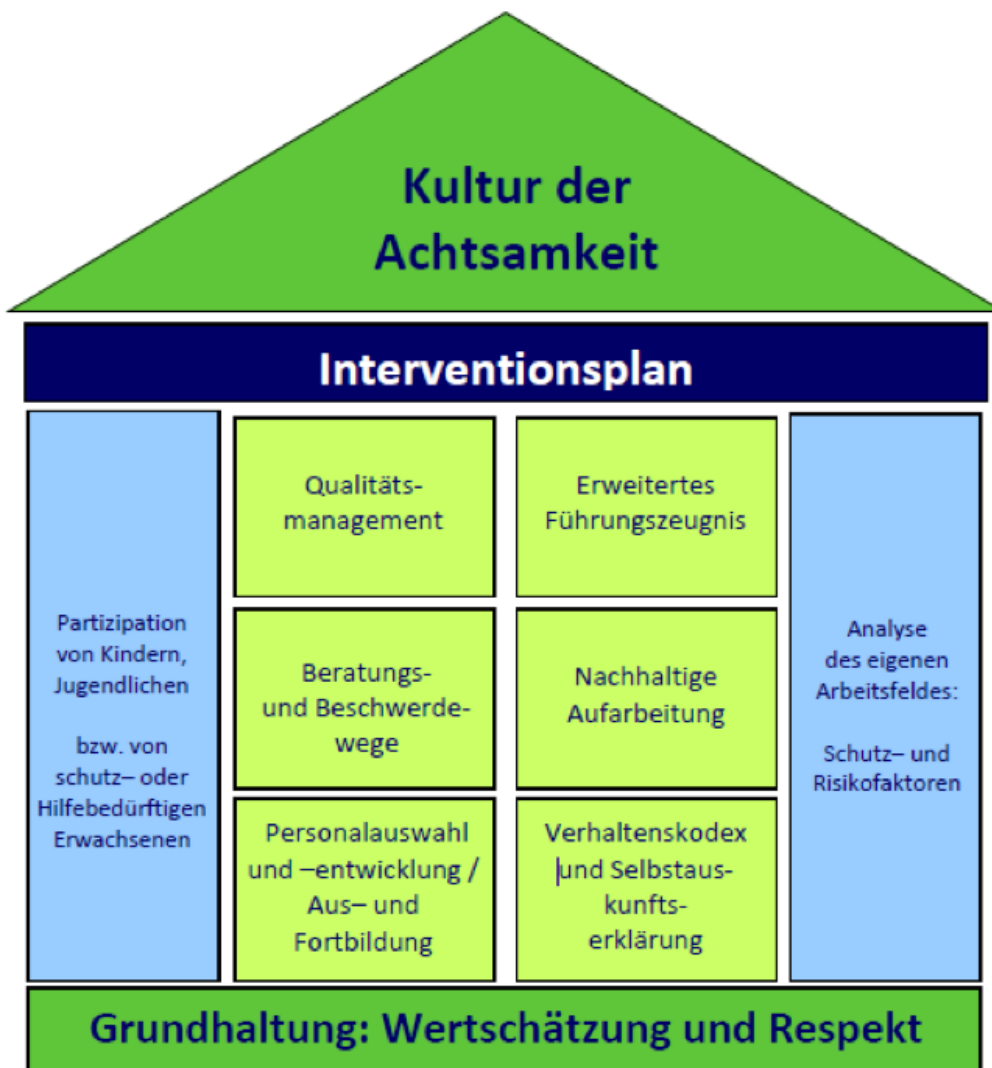 Kultur der
Achtsamkeit
Interventionsplan
Partizipation
von Kindern,
Jugendlichen
bzw. von
schutz– oder
Hilfebedürftigen
Erwachsenen
Qualitäts-
management
Erweitertes
Führungszeugnis
Beratungs-
und Beschwerde-
wege
Nachhaltige
Aufarbeitung
Personalauswahl
und –entwicklung /
Aus– und
Fortbildung
Verhaltenskodex
und Selbstaus-
kunfts-
erklärung
Analyse
des eigenen
Arbeitsfeldes:
Schutz– und
Risikofaktoren
Grundhaltung: Wertschätzung und Respekt